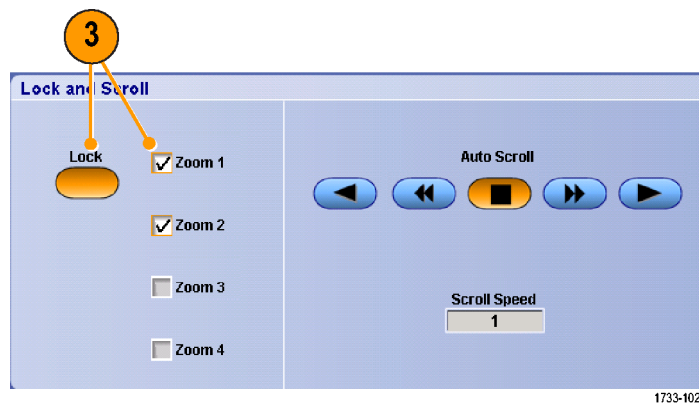 3
Lock and Scroll
Lock
Zoom 1
Zoom 2
Zoom 3
Zoom 4
Auto Scroll
Scroll Speed
1
1733-102